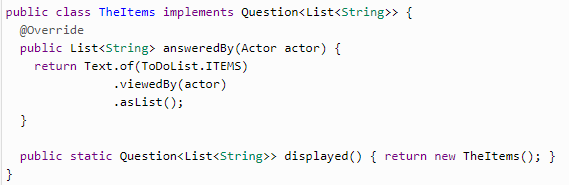 public class TheItems implements Question<List<String>> {
  @Override
  public List<String> answeredBy(Actor actor) {
    return Text.of(ToDoList.ITEMS)
               .viewedBy(actor)
               .asList();
  }

  public static Question<List<String>> displayed() { return new TheItems(); }
}